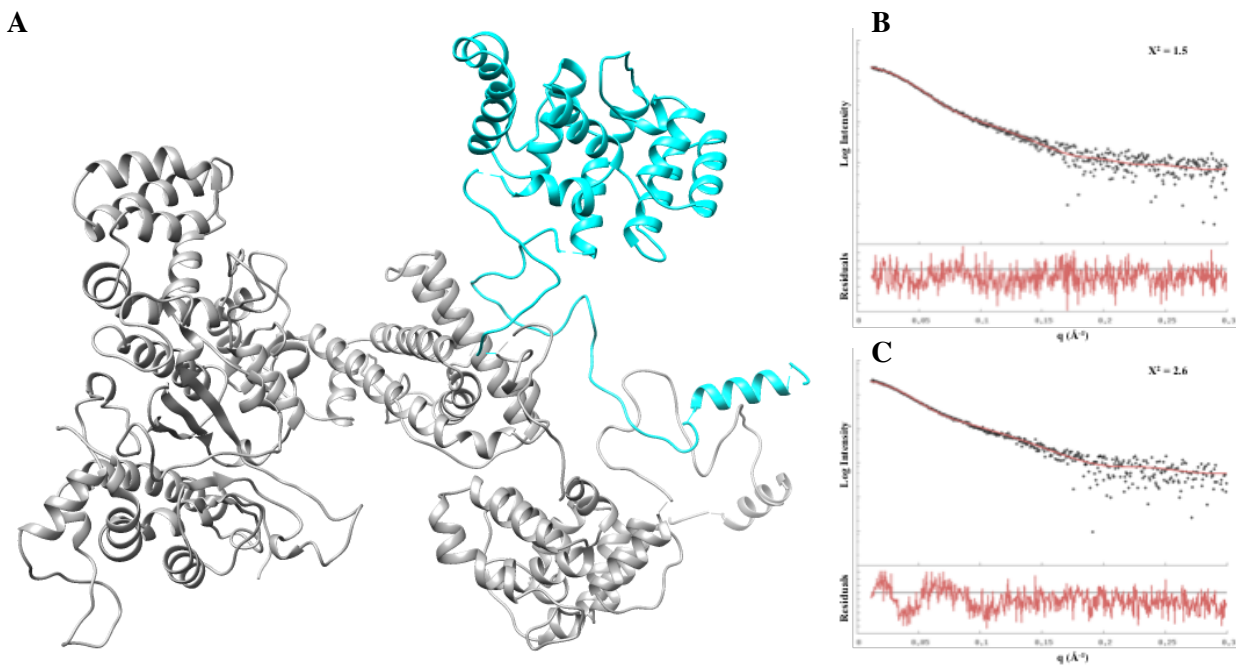 A
B
X² = 1.5
Log Intensity
Residuals
0 0.05 0.1 0.15 0.2 0.25 0.3
q (Å⁻¹)
C
X² = 2.6
Log Intensity
Residuals
0 0.05 0.1 0.15 0.2 0.25 0.3
q (Å⁻¹)